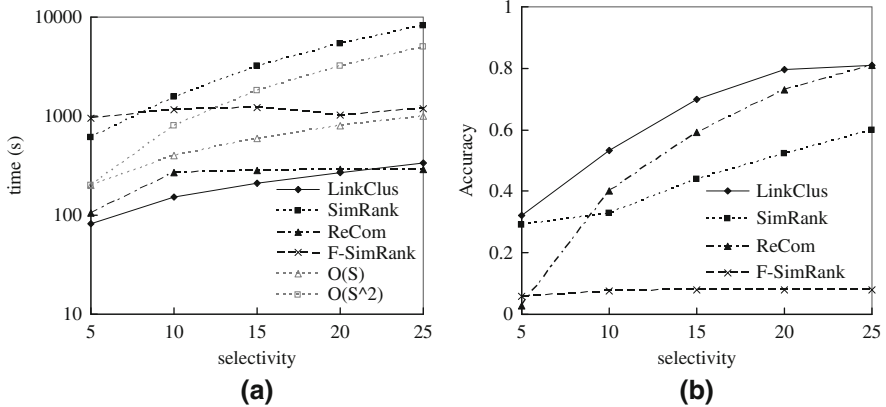 10000
1000
100
10
time (s)
5 10 15 20 25
selectivity
LinkClus
SimRank
ReCom
F-SimRank
O(S)
O(S^2)
(a)
1
0.8
0.6
0.4
0.2
0
Accuracy
5 10 15 20 25
selectivity
LinkClus
SimRank
ReCom
F-SimRank
(b)